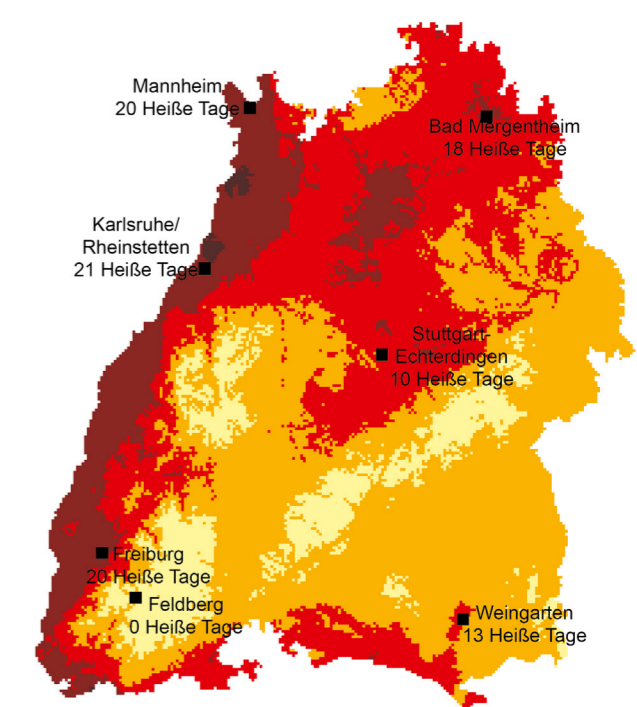 Mannheim
20 Heiße Tage
Bad Mergentheim
18 Heiße Tage
Karlsruhe/
Rheinstetten
21 Heiße Tage
Stuttgart-
Echterdingen
10 Heiße Tage
Freiburg
20 Heiße Tage
Feldberg
0 Heiße Tage
Weingarten
13 Heiße Tage